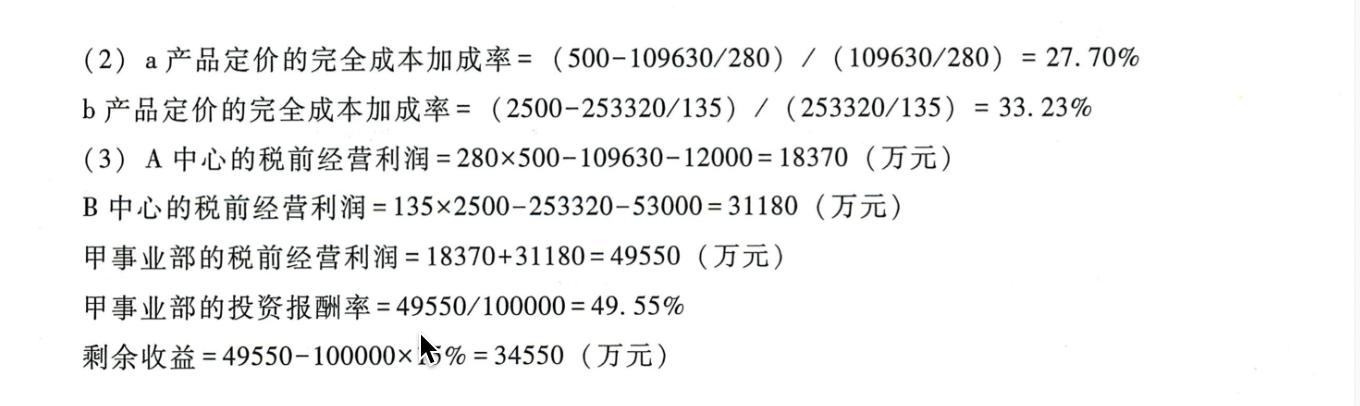 (2) a产品定价的完全成本加成率=(500-109630/280)/(109630/280)=27.70%
b产品定价的完全成本加成率=(2500-253320/135)/(253320/135)=33.23%
(3) A中心的税前经营利润=280×500-109630-12000=18370(万元)
B中心的税前经营利润=135×2500-253320-53000=31180(万元)
甲事业部的税前经营利润=18370+31180=49550(万元)
甲事业部的投资报酬率=49550/100000=49.55%
剩余收益=49550-100000×15%=34550(万元)